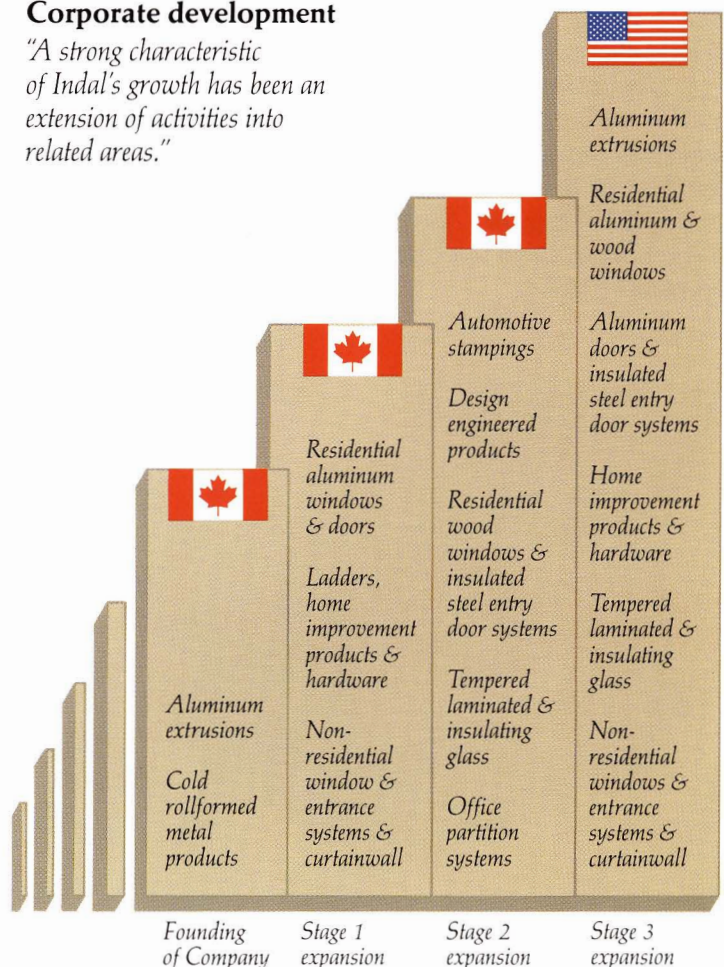 Corporate development
“A strong characteristic
of Indal's growth has been an
extension of activities into
related areas.”
Aluminum
extrusions
Cold
rollformed
metal
products
Founding
of Company
Residential
aluminum
windows
& doors
Ladders,
home
improvement
products &
hardware
Non-
residential
window &
entrance
systems &
curtainwall
Stage 1
expansion
Automotive
stampings
Design
engineered
products
Residential
wood
windows &
insulated
steel entry
door systems
Tempered
laminated &
insulating
glass
Office
partition
systems
Stage 2
expansion
Aluminum
extrusions
Residential
aluminum &
wood
windows
Aluminum
doors &
insulated
steel entry
door systems
Home
improvement
products &
hardware
Tempered
laminated &
insulating
glass
Non-
residential
windows &
entrance
systems &
curtainwall
Stage 3
expansion